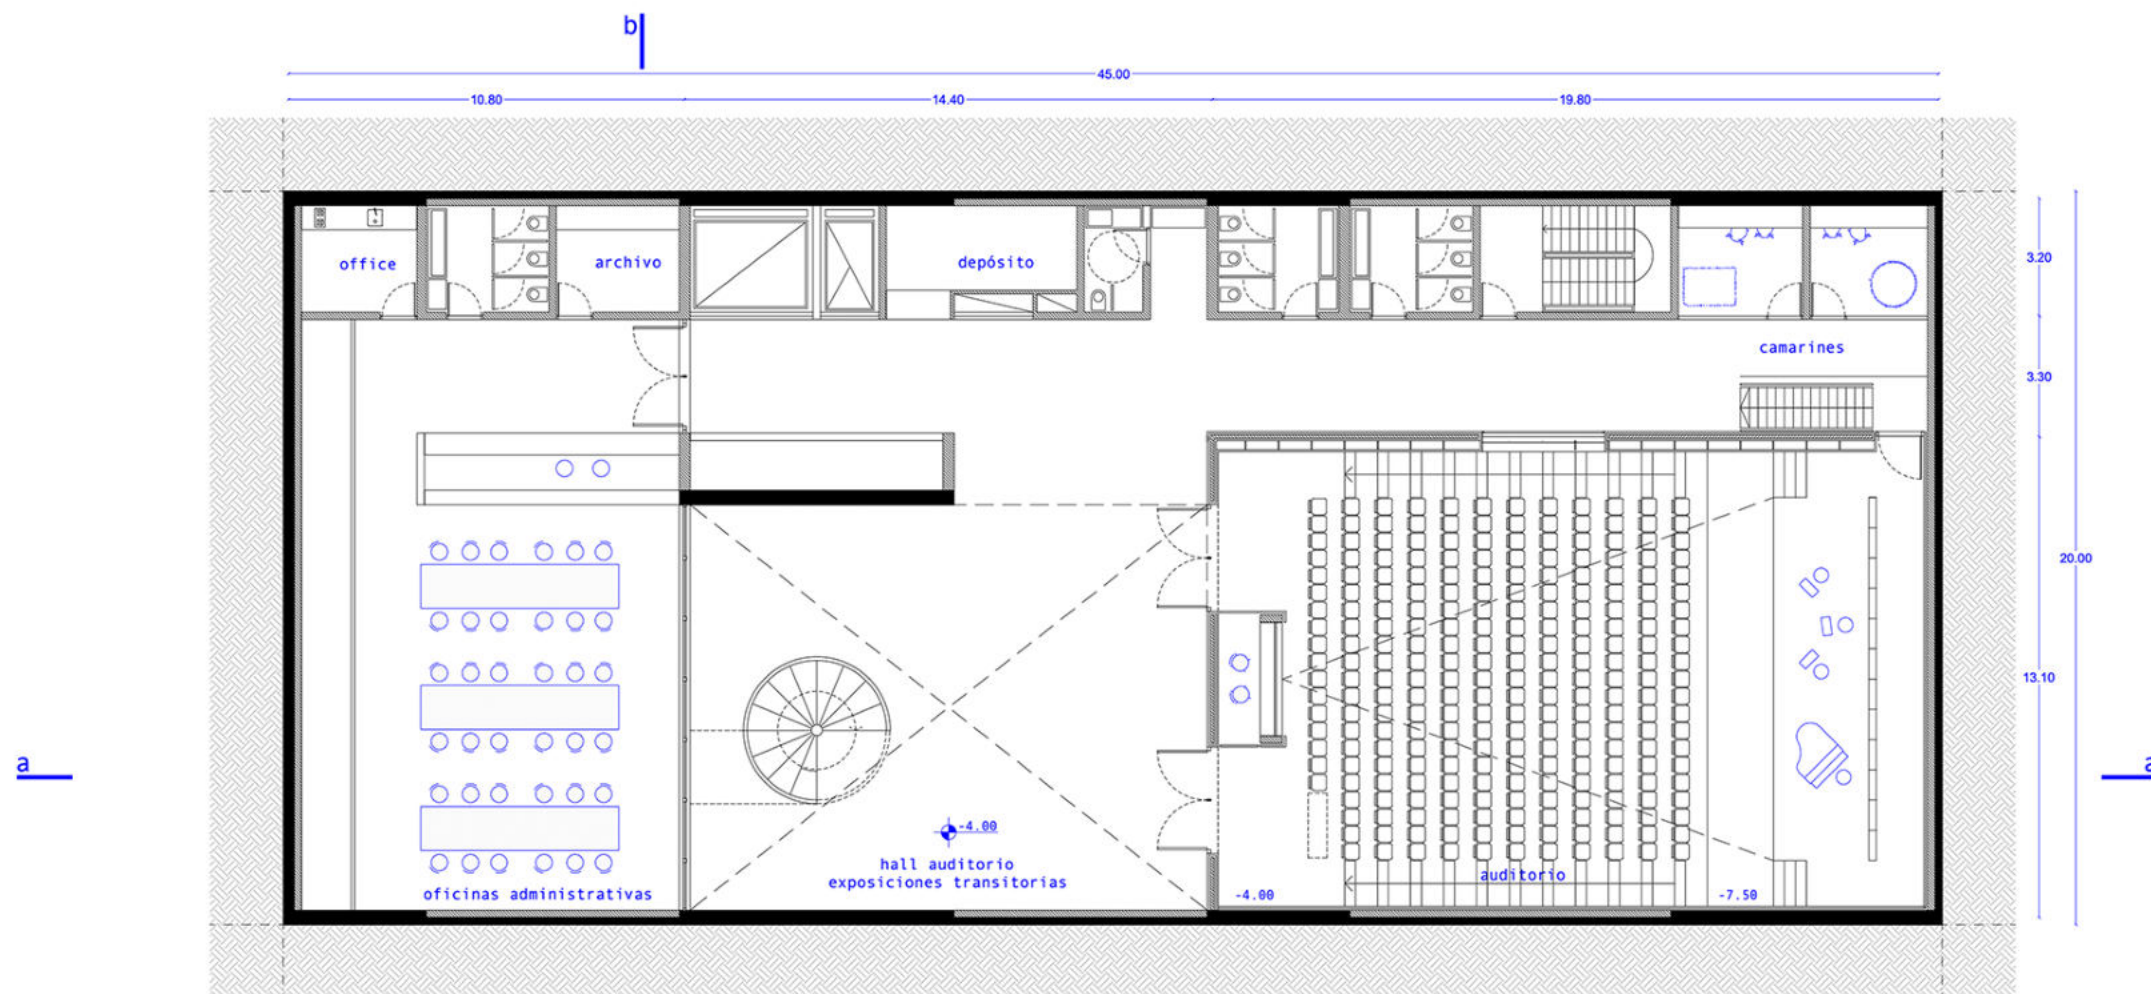 b
45.00
10.80
14.40
19.80
office
archivo
depósito
3.20
camarines
3.30
20.00
13.10
a
a
-4.00
hall auditorio
exposiciones transitorias
oficinas administrativas
auditorio
-4.00
-7.50